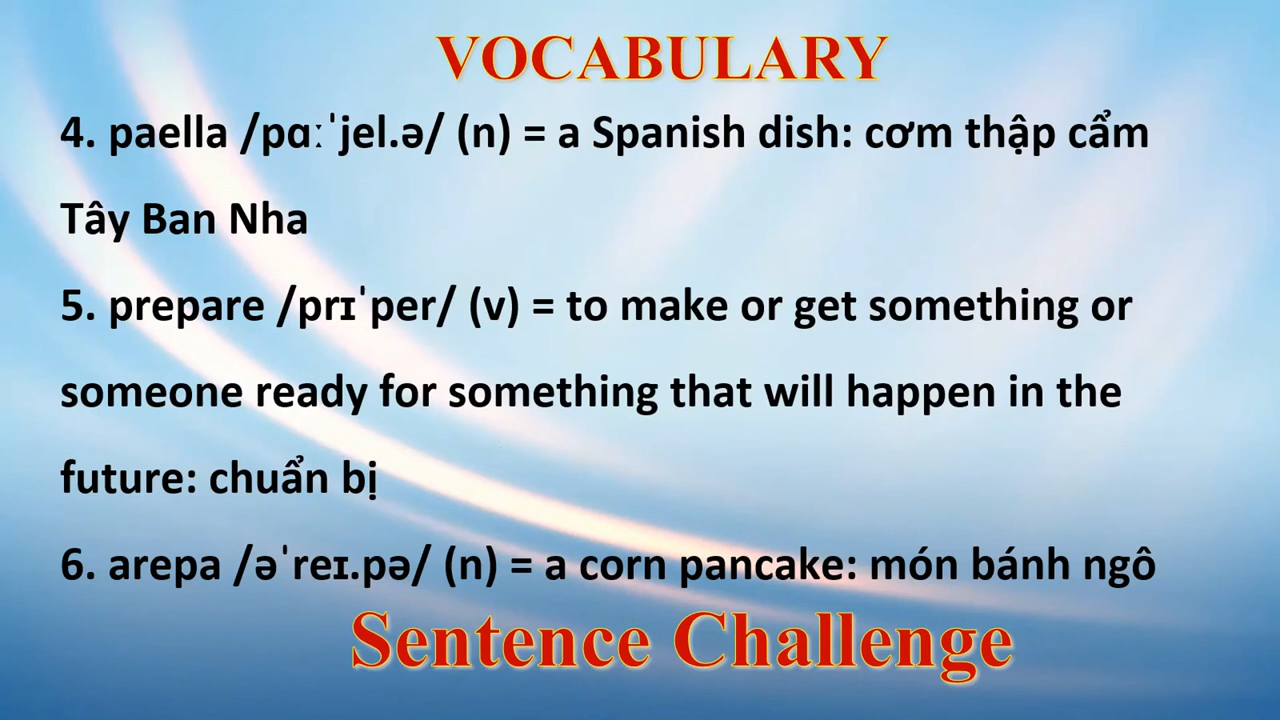 VOCABULARY
4. paella /pɑːˈjel.ə/ (n) = a Spanish dish: cơm thập cẩm
Tây Ban Nha
5. prepare /prɪˈper/ (v) = to make or get something or
someone ready for something that will happen in the
future: chuẩn bị
6. arepa /əˈreɪ.pə/ (n) = a corn pancake: món bánh ngô
Sentence Challenge